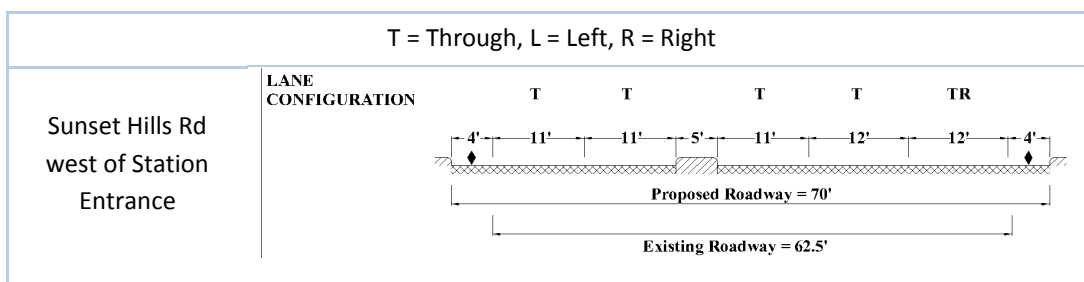 T = Through, L = Left, R = Right
Sunset Hills Rd
west of Station
Entrance
LANE
CONFIGURATION
T T T T TR
4' 11' 11' 5' 11' 12' 12' 4'
Proposed Roadway = 70'
Existing Roadway = 62.5'